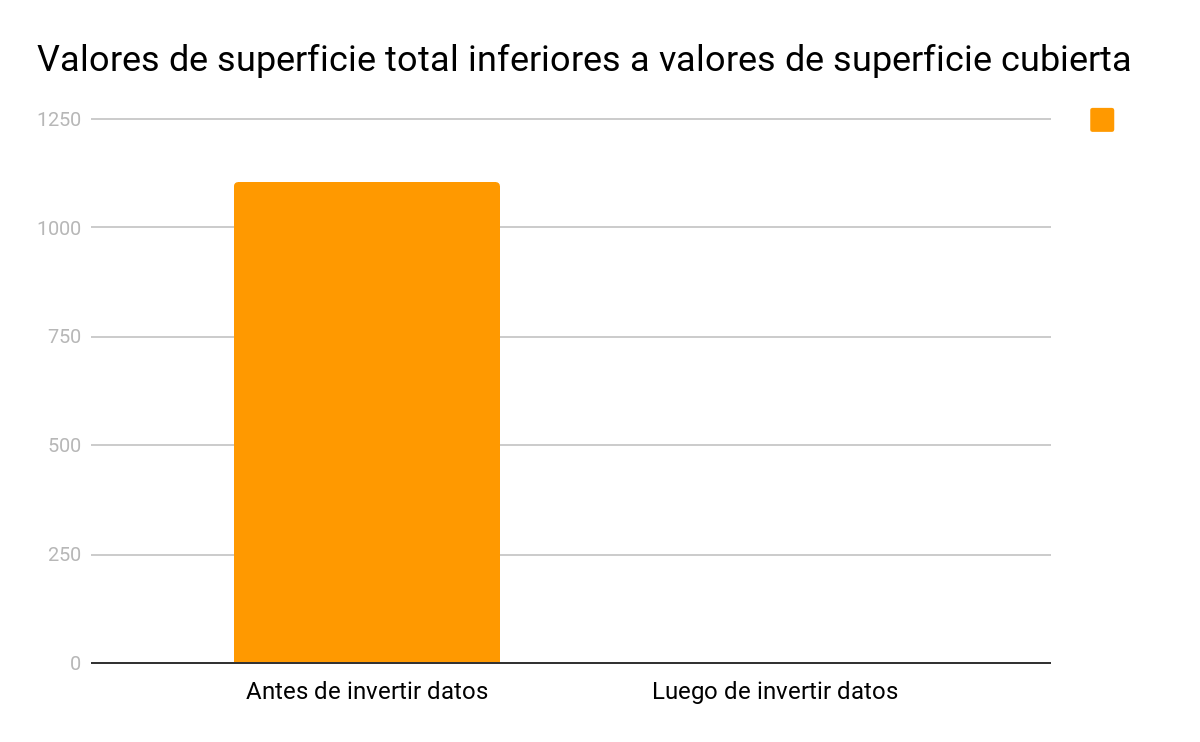 Valores de superficie total inferiores a valores de superficie cubierta
1250
1000
750
500
250
0
Antes de invertir datos
Luego de invertir datos